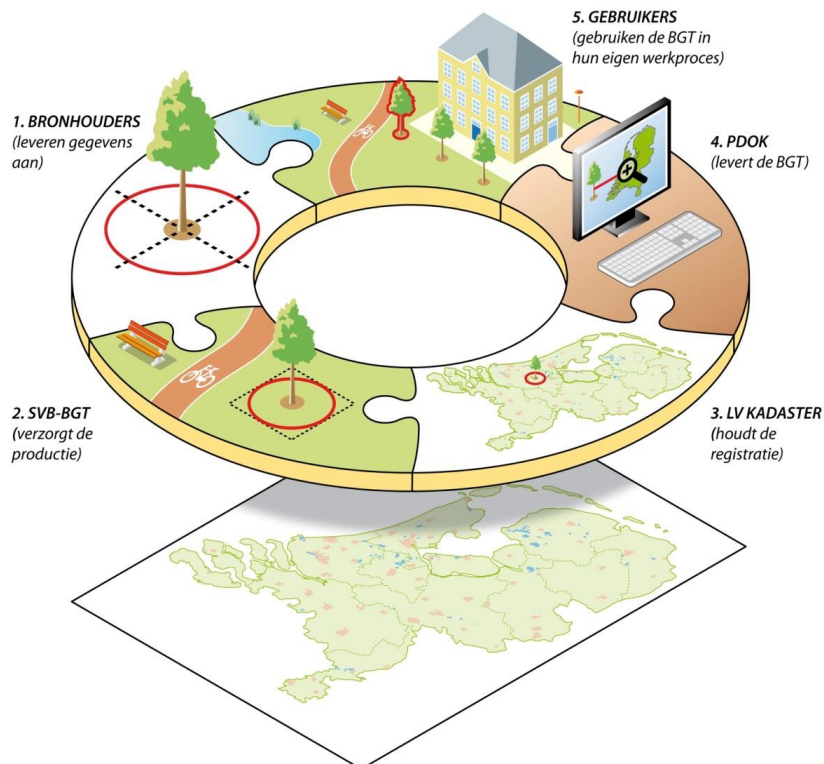 1. BRONHOUDERS
(leveren gegevens
aan)
2. SVB-BGT
(verzorgt de
productie)
3. LV KADASTER
(houdt de
registratie)
4. PDOK
(levert de BGT)
5. GEBRUIKERS
(gebruiken de BGT in
hun eigen werkproces)